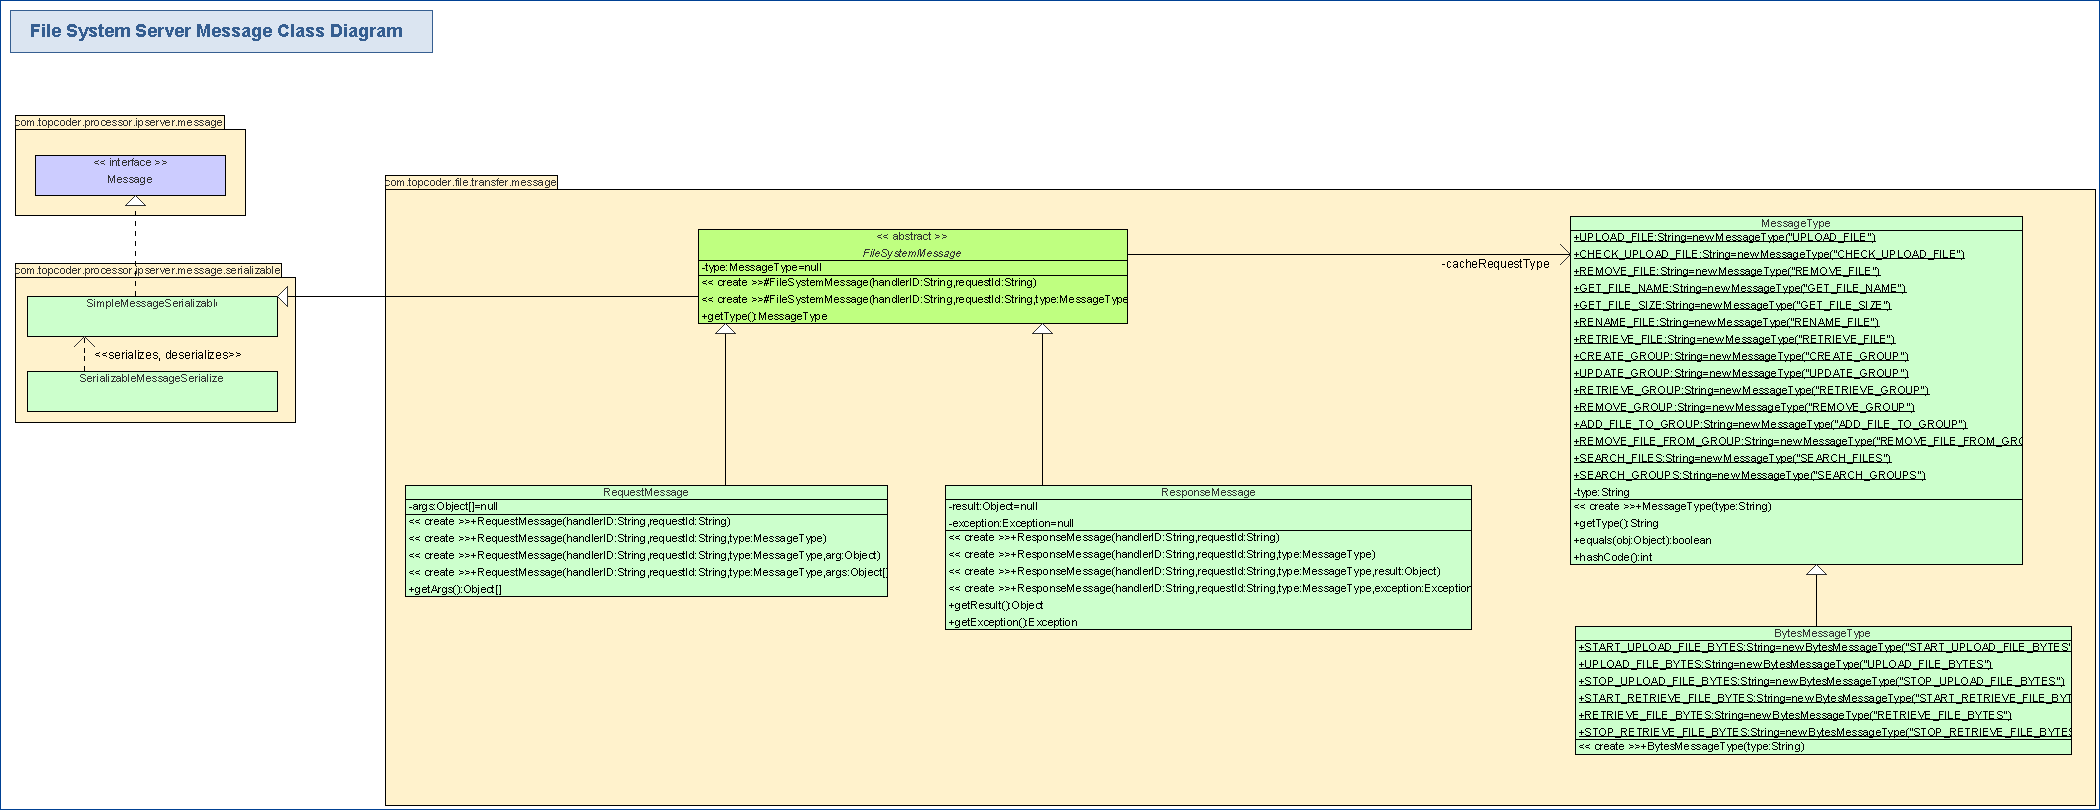 File System Server Message Class Diagram
com.topcoder.processor.ipserver.message
<< interface >>
Message
com.topcoder.processor.ipserver.message.serializable
SimpleMessageSerializabl
<<serializes, deserializes>>
SerializableMessageSerialize
com.topcoder.file.transfer.message
<< abstract >>
FileSystemMessage
-type:MessageType=null
<< create >>#FileSystemMessage(handlerID:String,requestId:String)
<< create >>#FileSystemMessage(handlerID:String,requestId:String,type:MessageType
+getType():MessageType
-cacheRequestType
MessageType
+UPLOAD_FILE:String=newMessageType("UPLOAD_FILE")
+CHECK_UPLOAD_FILE:String=newMessageType("CHECK_UPLOAD_FILE")
+REMOVE_FILE:String=newMessageType("REMOVE_FILE")
+GET_FILE_NAME:String=newMessageType("GET_FILE_NAME")
+GET_FILE_SIZE:String=newMessageType("GET_FILE_SIZE")
+RENAME_FILE:String=newMessageType("RENAME_FILE")
+RETRIEVE_FILE:String=newMessageType("RETRIEVE_FILE")
+CREATE_GROUP:String=newMessageType("CREATE_GROUP")
+UPDATE_GROUP:String=newMessageType("UPDATE_GROUP")
+RETRIEVE_GROUP:String=newMessageType("RETRIEVE_GROUP")
+REMOVE_GROUP:String=newMessageType("REMOVE_GROUP")
+ADD_FILE_TO_GROUP:String=newMessageType("ADD_FILE_TO_GROUP")
+REMOVE_FILE_FROM_GROUP:String=newMessageType("REMOVE_FILE_FROM_GRO
+SEARCH_FILES:String=newMessageType("SEARCH_FILES")
+SEARCH_GROUPS:String=newMessageType("SEARCH_GROUPS")
-type:String
<< create >>+MessageType(type:String)
+getType():String
+equals(obj:Object):boolean
+hashCode():int
RequestMessage
-args:Object[]=null
<< create >>+RequestMessage(handlerID:String,requestId:String)
<< create >>+RequestMessage(handlerID:String,requestId:String,type:MessageType)
<< create >>+RequestMessage(handlerID:String,requestId:String,type:MessageType,arg:Object)
<< create >>+RequestMessage(handlerID:String,requestId:String,type:MessageType,args:Object[]
+getArgs():Object[]
ResponseMessage
-result:Object=null
-exception:Exception=null
<< create >>+ResponseMessage(handlerID:String,requestId:String)
<< create >>+ResponseMessage(handlerID:String,requestId:String,type:MessageType)
<< create >>+ResponseMessage(handlerID:String,requestId:String,type:MessageType,result:Object)
<< create >>+ResponseMessage(handlerID:String,requestId:String,type:MessageType,exception:Exception
+getResult():Object
+getException():Exception
BytesMessageType
+START_UPLOAD_FILE_BYTES:String=newBytesMessageType("START_UPLOAD_FILE_BYTES"
+UPLOAD_FILE_BYTES:String=newBytesMessageType("UPLOAD_FILE_BYTES")
+STOP_UPLOAD_FILE_BYTES:String=newBytesMessageType("STOP_UPLOAD_FILE_BYTES")
+START_RETRIEVE_FILE_BYTES:String=newBytesMessageType("START_RETRIEVE_FILE_BYT
+RETRIEVE_FILE_BYTES:String=newBytesMessageType("RETRIEVE_FILE_BYTES")
+STOP_RETRIEVE_FILE_BYTES:String=newBytesMessageType("STOP_RETRIEVE_FILE_BYTES
<< create >>+BytesMessageType(type:String)